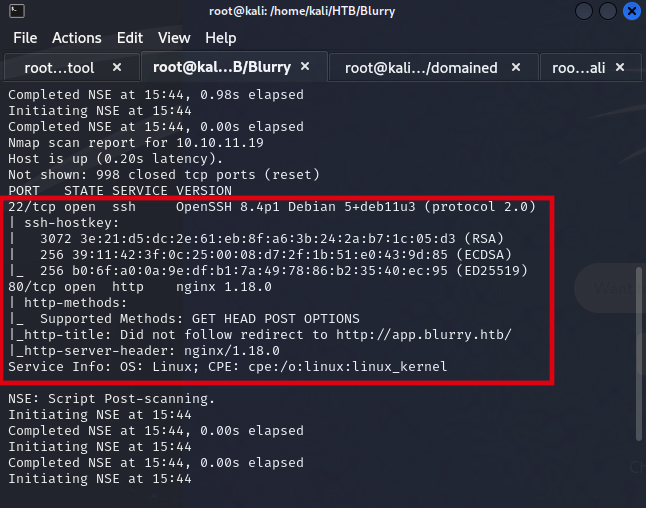 root@kali: /home/kali/HTB/Blurry
File Actions Edit View Help
root…tool × root@kal…B/Blurry × root@kali…/domained × roo…ali ×
Completed NSE at 15:44, 0.98s elapsed
Initiating NSE at 15:44
Completed NSE at 15:44, 0.00s elapsed
Nmap scan report for 10.10.11.19
Host is up (0.20s latency).
Not shown: 998 closed tcp ports (reset)
PORT   STATE SERVICE VERSION
22/tcp open  ssh     OpenSSH 8.4p1 Debian 5+deb11u3 (protocol 2.0)
| ssh-hostkey:
|   3072 3e:21:d5:dc:2e:61:eb:8f:a6:3b:24:2a:b7:1c:05:d3 (RSA)
|   256 39:11:42:3f:0c:25:00:08:d7:2f:1b:51:e0:43:9d:85 (ECDSA)
|_  256 b0:6f:a0:0a:9e:df:b1:7a:49:78:86:b2:35:40:ec:95 (ED25519)
80/tcp open  http    nginx 1.18.0
| http-methods:
|_  Supported Methods: GET HEAD POST OPTIONS
|_http-title: Did not follow redirect to http://app.blurry.htb/
|_http-server-header: nginx/1.18.0
Service Info: OS: Linux; CPE: cpe:/o:linux:linux_kernel
NSE: Script Post-scanning.
Initiating NSE at 15:44
Completed NSE at 15:44, 0.00s elapsed
Initiating NSE at 15:44
Completed NSE at 15:44, 0.00s elapsed
Initiating NSE at 15:44